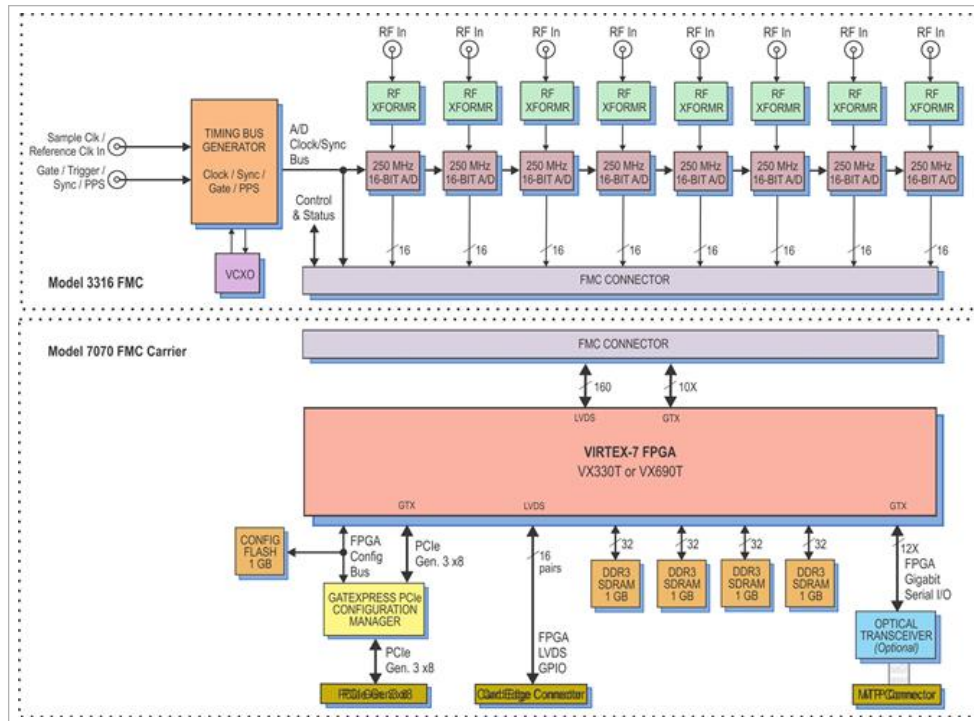 RF In RF In RF In RF In RF In RF In RF In RF In
RF XFORMR RF XFORMR RF XFORMR RF XFORMR RF XFORMR RF XFORMR RF XFORMR RF XFORMR
Sample Clk /
Reference Clk In
Gate / Trigger /
Sync / PPS
TIMING BUS
GENERATOR
Clock / Sync /
Gate / PPS
A/D
Clock/Sync
Bus
250 MHz 250 MHz 250 MHz 250 MHz 250 MHz 250 MHz 250 MHz 250 MHz
16-BIT A/D 16-BIT A/D 16-BIT A/D 16-BIT A/D 16-BIT A/D 16-BIT A/D 16-BIT A/D 16-BIT A/D
Control
& Status
16 16 16 16 16 16 16 16
VCXO
Model 3316 FMC
FMC CONNECTOR
Model 7070 FMC Carrier
FMC CONNECTOR
160 10X
LVDS GTX
VIRTEX-7 FPGA
VX330T or VX690T
GTX LVDS GTX
CONFIG
FLASH
1 GB
FPGA
Config
Bus
PCIe
Gen. 3 x8
16
pairs
32 32 32 32
DDR3 DDR3 DDR3 DDR3
SDRAM SDRAM SDRAM SDRAM
1 GB 1 GB 1 GB 1 GB
12X
FPGA
Gigabit
Serial I/O
GATEXPRESS PCIe
CONFIGURATION
MANAGER
OPTICAL
TRANSCEIVER
(Optional)
PCIe
Gen. 3 x8
FPGA
LVDS
GPIO
Card Edge Connector
Connector